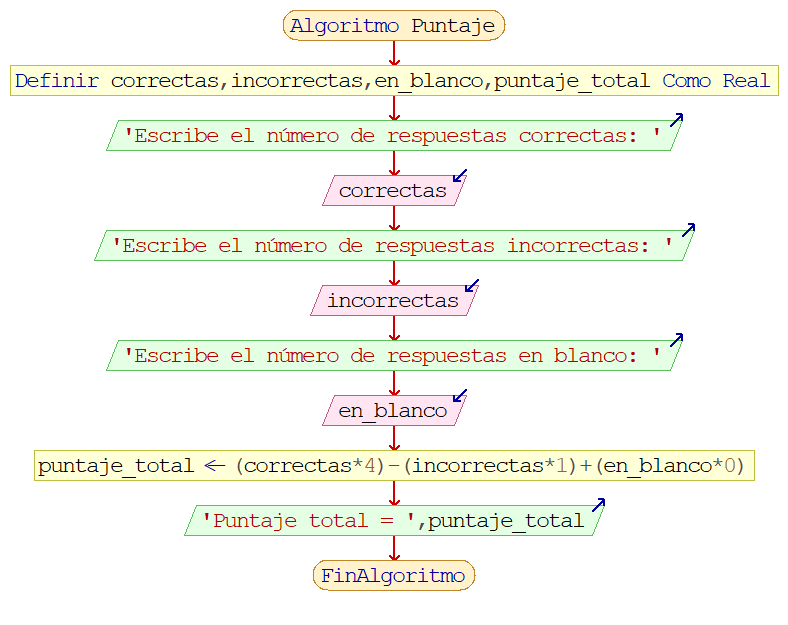 Algoritmo Puntaje
Definir correctas,incorrectas,en_blanco,puntaje_total Como Real
'Escribe el número de respuestas correctas: '
correctas
'Escribe el número de respuestas incorrectas: '
incorrectas
'Escribe el número de respuestas en blanco: '
en_blanco
puntaje_total ← (correctas*4)-(incorrectas*1)+(en_blanco*0)
'Puntaje total = ',puntaje_total
FinAlgoritmo